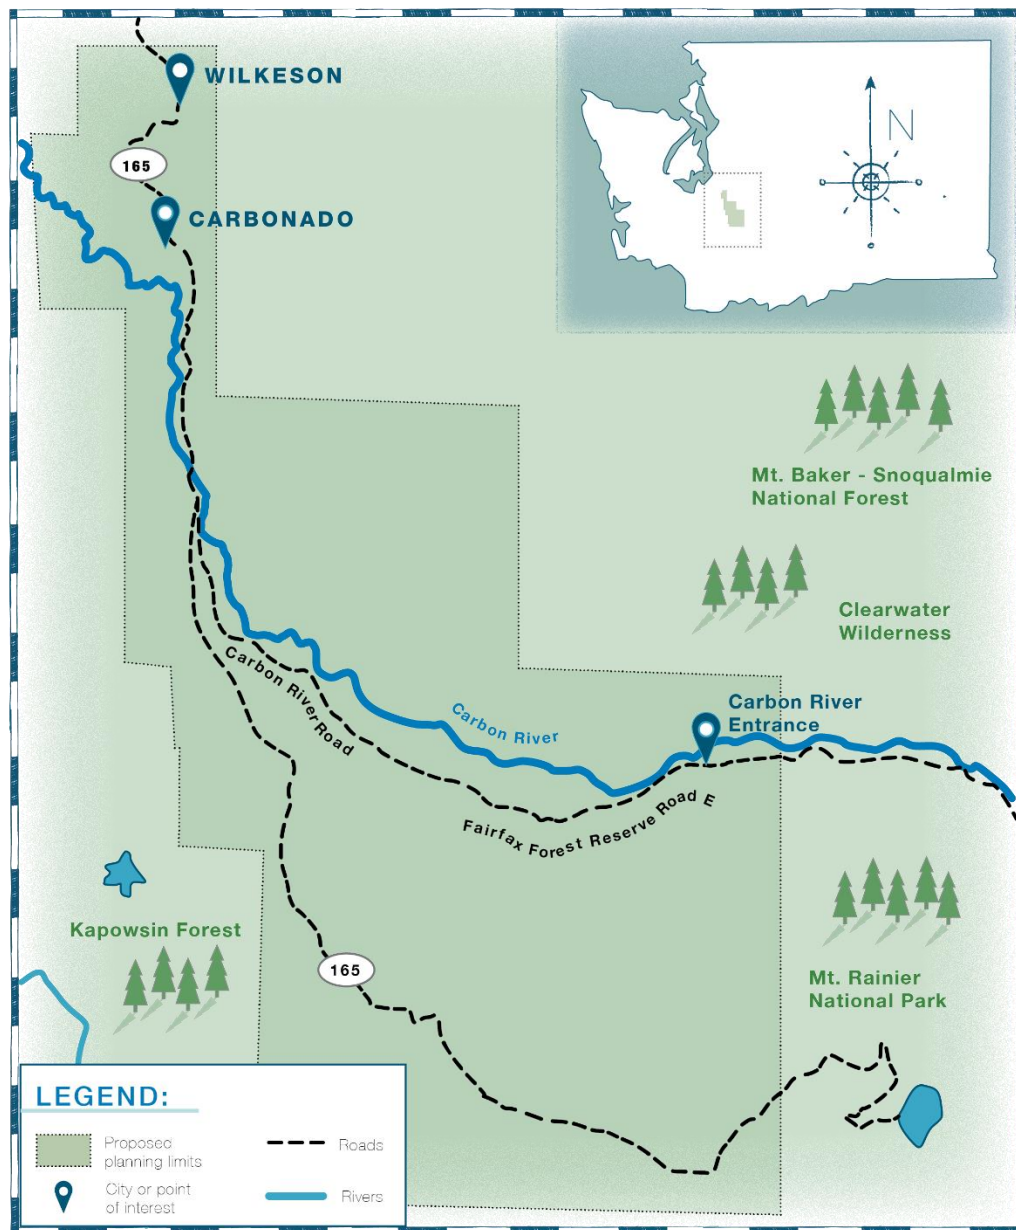 WILKESON
N
165
CARBONADO
Mt. Baker - Snoqualmie
National Forest
Clearwater
Wilderness
Carbon River Road
Carbon River
Carbon River
Entrance
Fairfax Forest Reserve Road E
Kapowsin Forest
165
Mt. Rainier
National Park
LEGEND:
Proposed
planning limits
Roads
City or point
of interest
Rivers